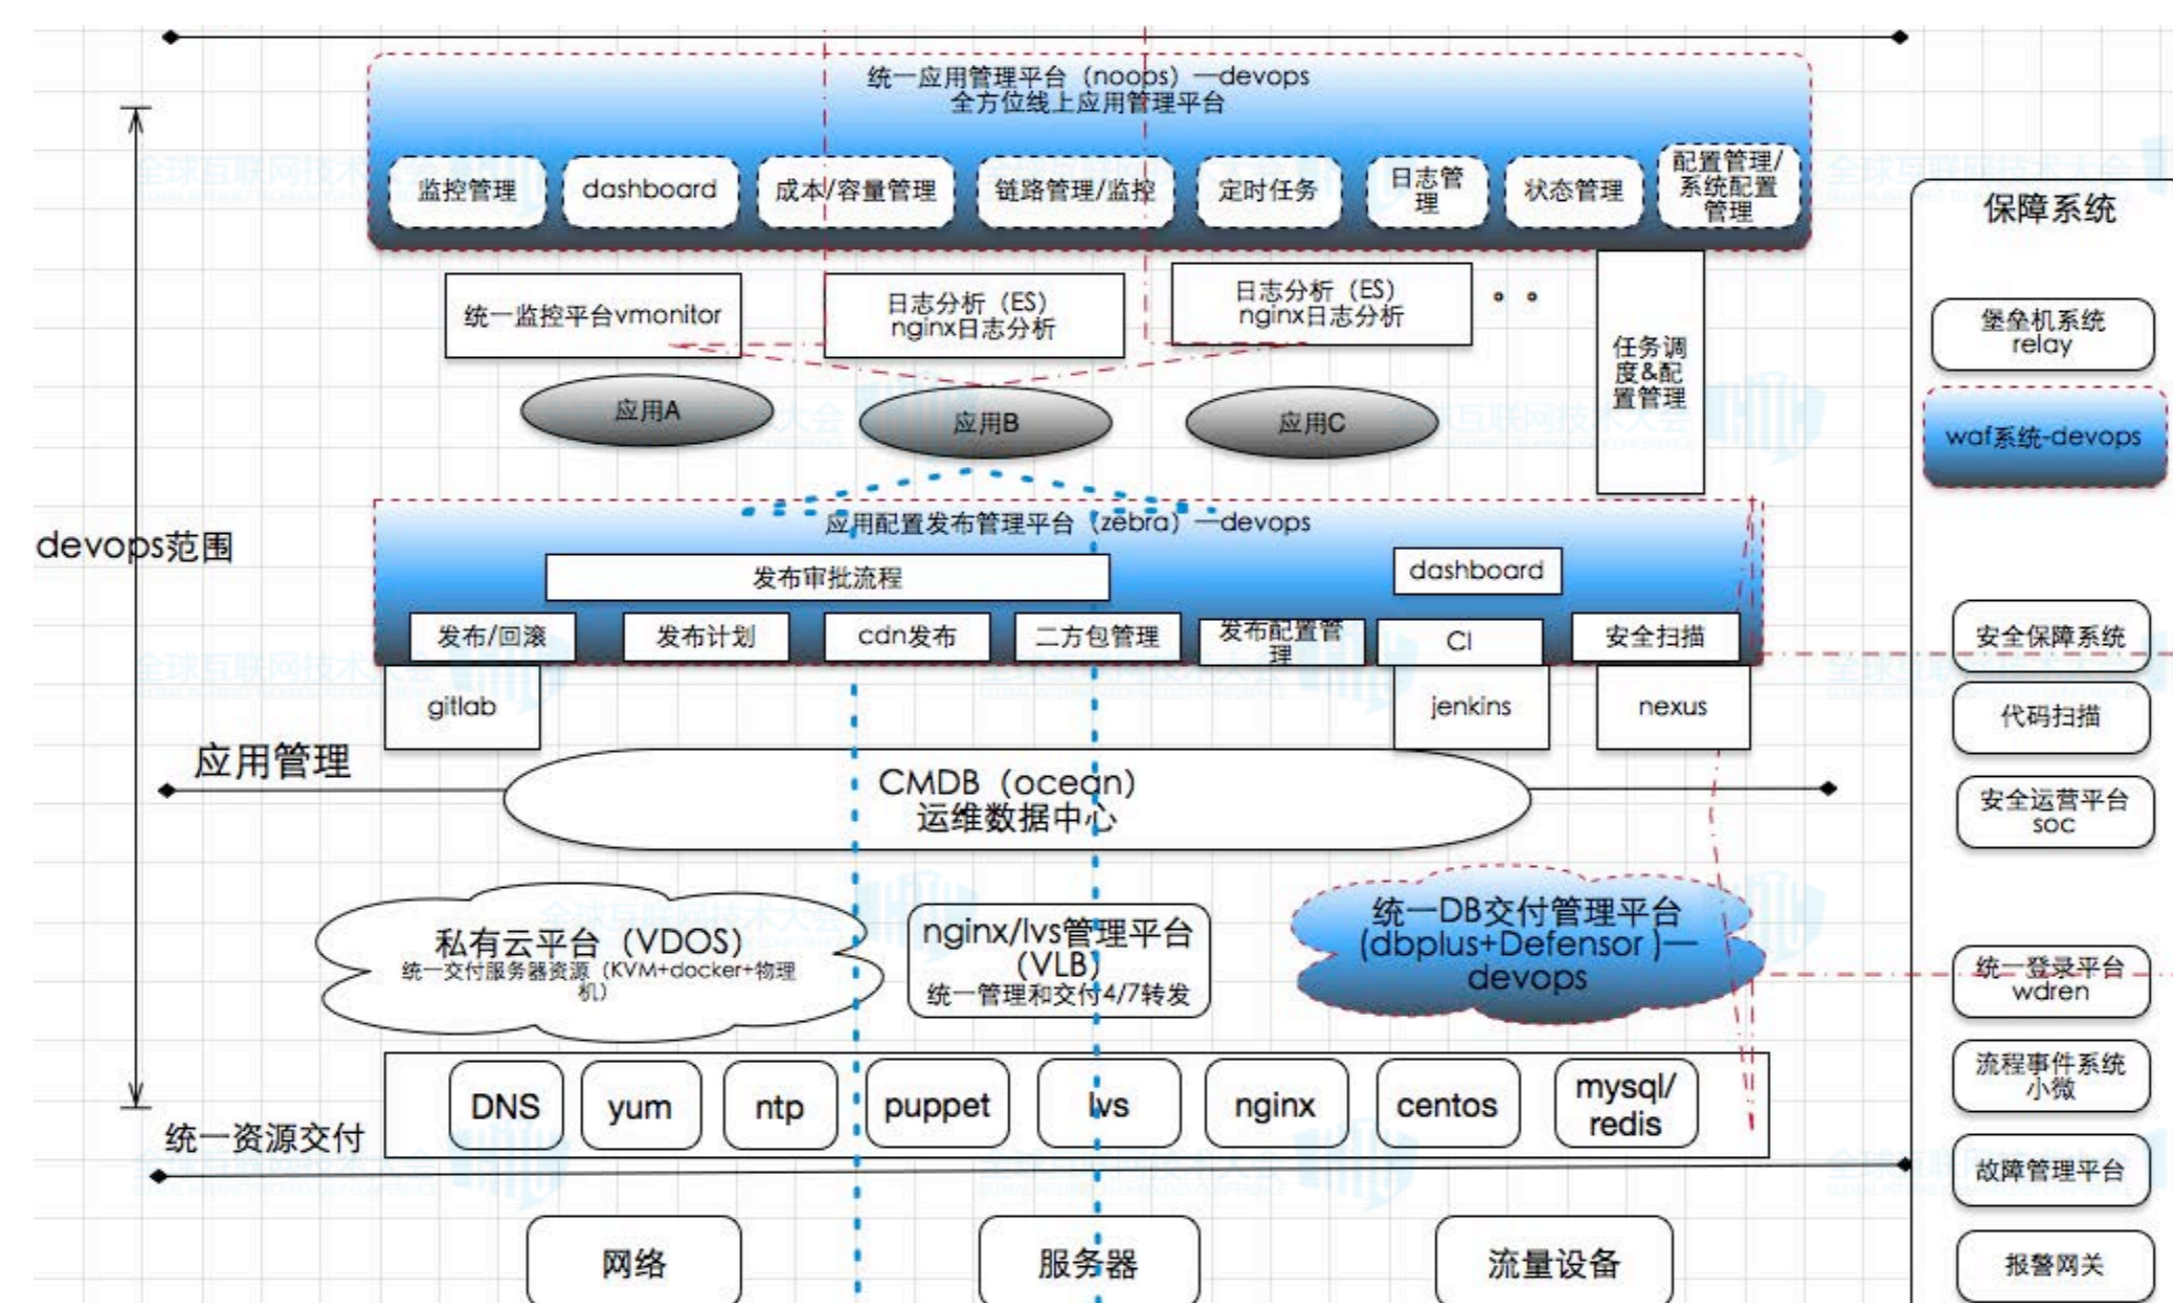 统一应用管理平台（noops）—devops
全方位线上应用管理平台
监控管理
dashboard
成本/容量管理
链路管理/监控
定时任务
日志管
理
状态管理
配置管理/
系统配置
管理
统一监控平台vmonitor
日志分析（ES）
nginx日志分析
日志分析（ES）
nginx日志分析
任务调
度&配
置管理
应用A
应用B
应用C
devops范围
应用配置发布管理平台（zebra）—devops
发布审批流程
dashboard
发布/回滚
发布计划
cdn发布
二方包管理
发布配置管
理
CI
安全扫描
gitlab
jenkins
nexus
应用管理
CMDB（ocean）
运维数据中心
私有云平台（VDOS）
统一交付服务器资源（KVM+docker+物理
机）
nginx/lvs管理平台
（VLB）
统一管理和交付4/7转发
统一DB交付管理平台
(dbplus+Defensor )—
devops
DNS
yum
ntp
puppet
lvs
nginx
centos
mysql/
redis
统一资源交付
网络
服务器
流量设备
保障系统
堡垒机系统
relay
waf系统-devops
安全保障系统
代码扫描
安全运营平台
soc
统一登录平台
wdren
流程事件系统
小微
故障管理平台
报警网关
全球互联网技术大会
GLOBAL INTERNET TECHNOLOGY CONFERENCE